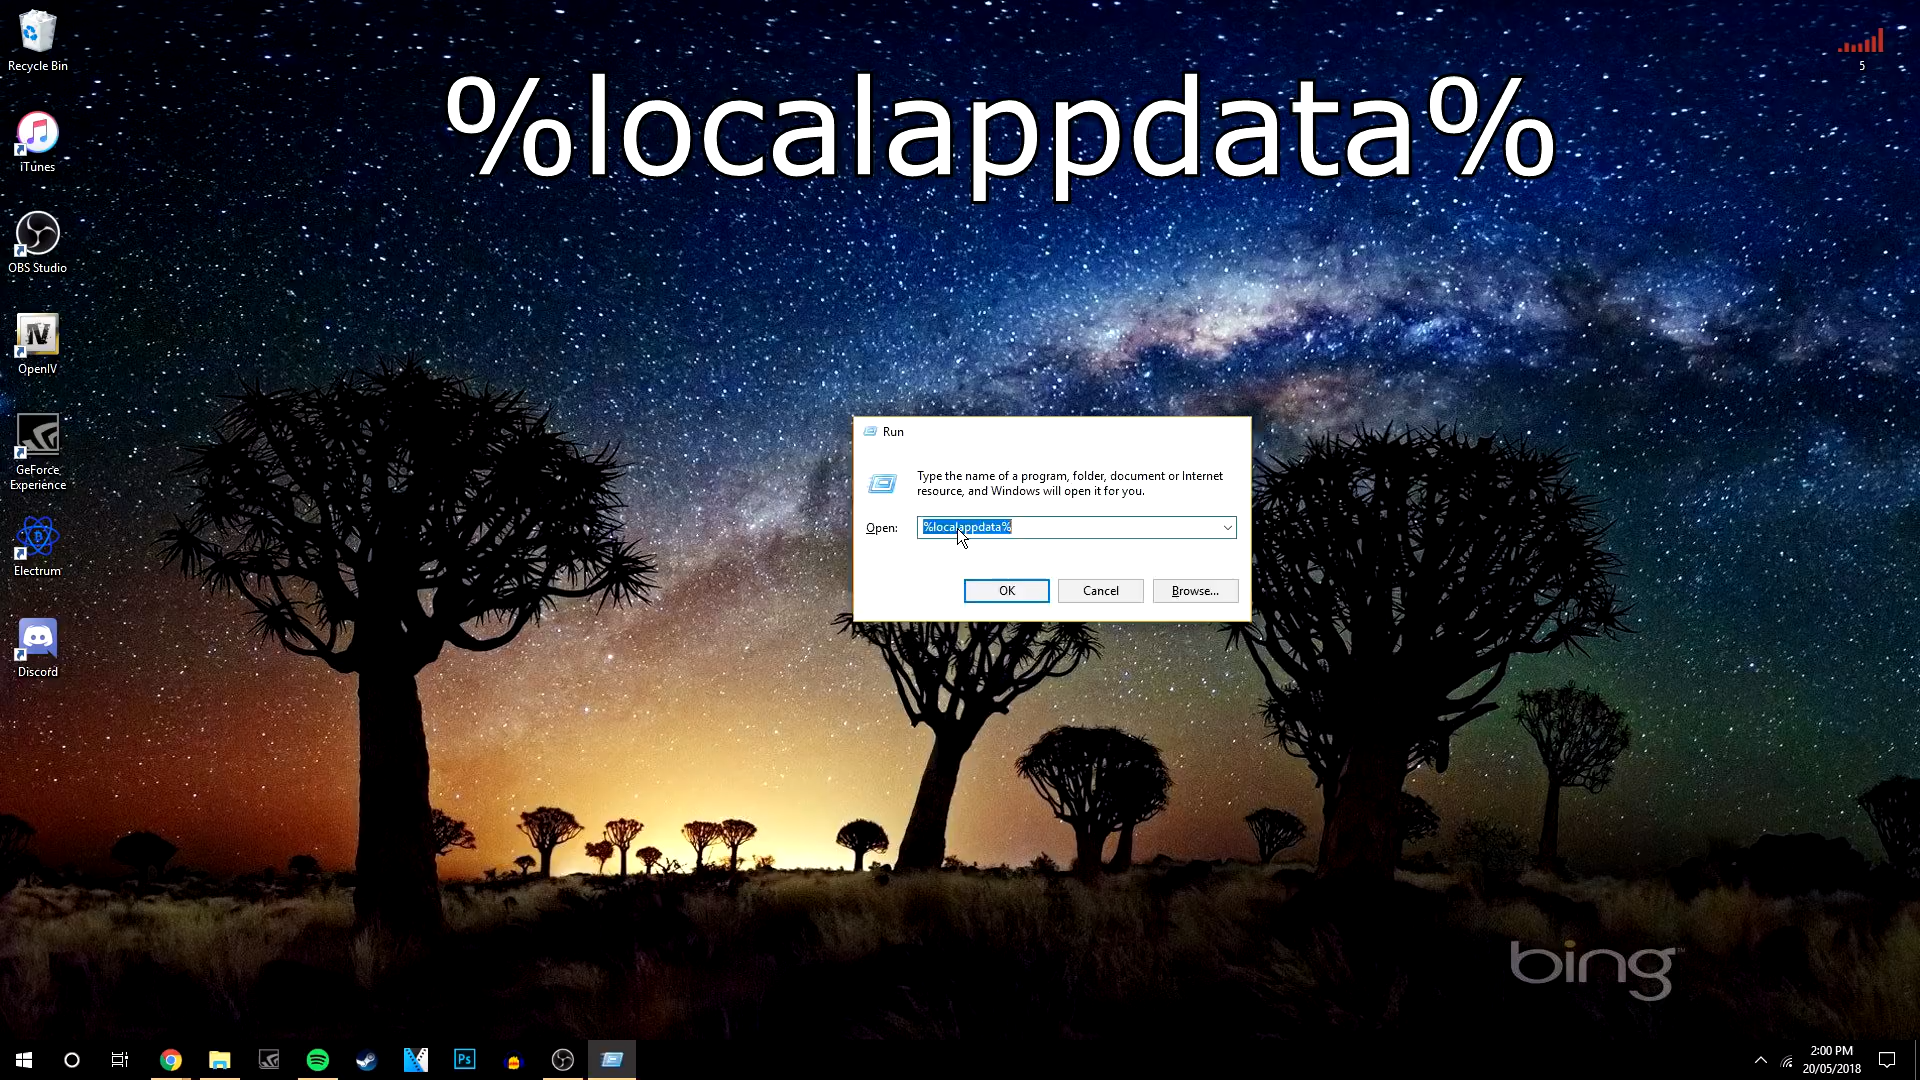 %localappdata%
5
Recycle Bin
iTunes
OBS Studio
OpenIV
GeForce
Experience
Electrum
Discord
Run
Type the name of a program, folder, document or Internet
resource, and Windows will open it for you.
Open:
%localappdata%
OK
Cancel
Browse...
bing
Ps
2:00 PM
20/05/2018